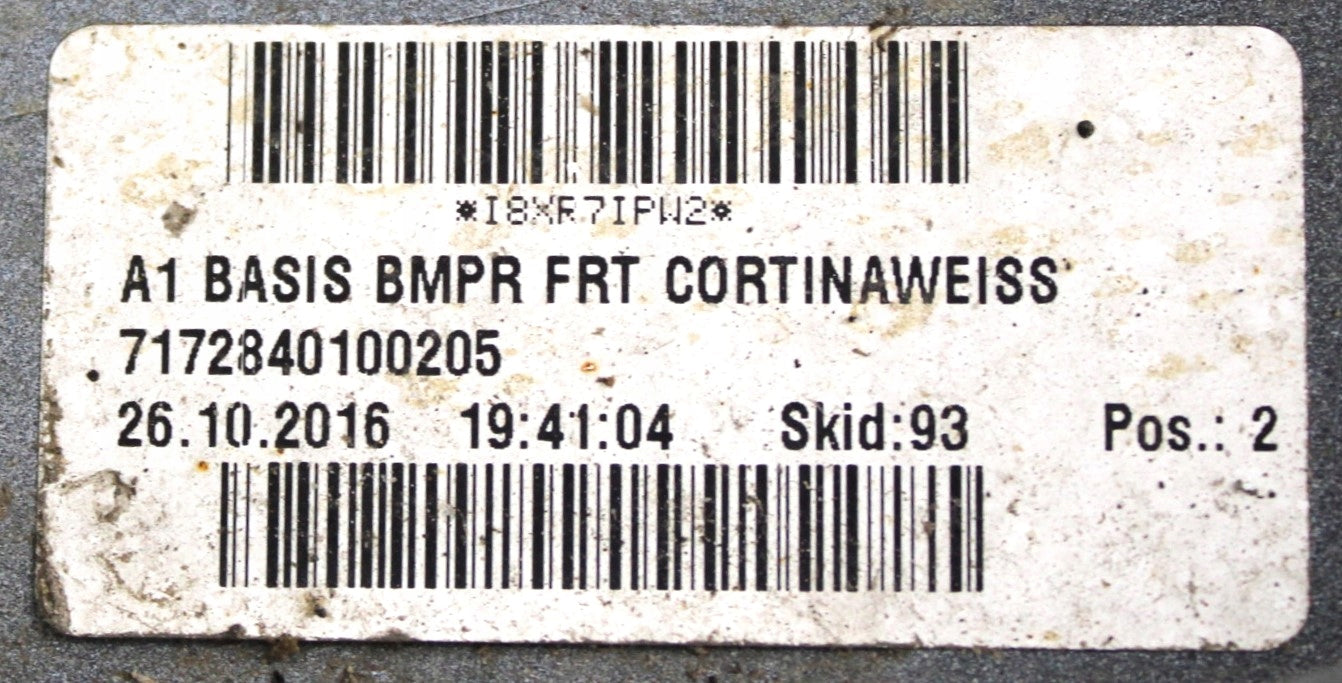 *I8XR7IPW2*
A1 BASIS BMPR FRT CORTINAWEISS
7172840100205
26.10.2016 19:41:04 Skid:93 Pos.: 2